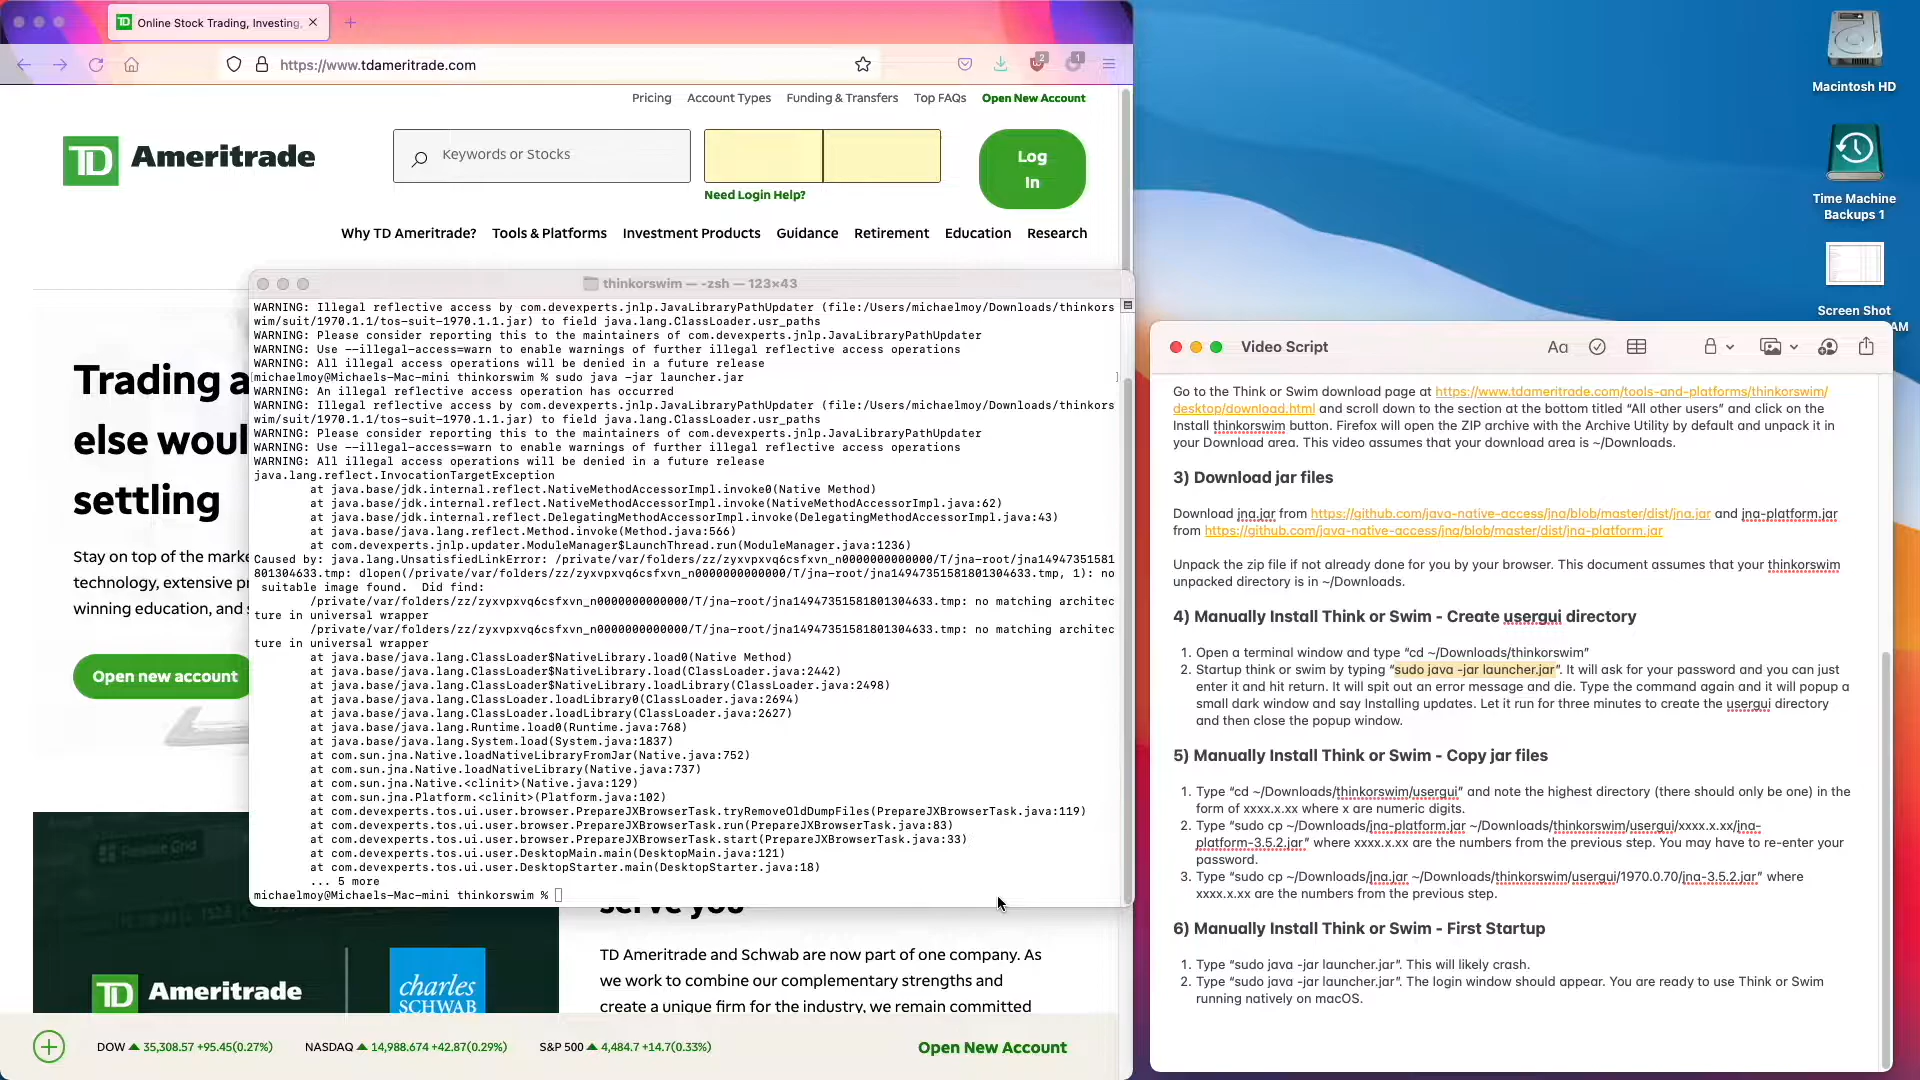 Online Stock Trading, Investing,
https://www.tdameritrade.com
2
1
Pricing Account Types Funding & Transfers Top FAQs Open New Account
TD Ameritrade
Keywords or Stocks
Log
In
Need Login Help?
Why TD Ameritrade? Tools & Platforms Investment Products Guidance Retirement Education Research
Trading a
else woul
settling
Stay on top of the marke
technology, extensive p
winning education, and s
Open new account
thinkorswim — -zsh — 123×43
WARNING: Illegal reflective access by com.devexperts.jnlp.JavaLibraryPathUpdater (file:/Users/michaelmoy/Downloads/thinkors
wim/suit/1970.1.1/tos-suit-1970.1.1.jar) to field java.lang.ClassLoader.usr_paths
WARNING: Please consider reporting this to the maintainers of com.devexperts.jnlp.JavaLibraryPathUpdater
WARNING: Use --illegal-access=warn to enable warnings of further illegal reflective access operations
WARNING: All illegal access operations will be denied in a future release
[michaelmoy@Michaels-Mac-mini thinkorswim % sudo java -jar launcher.jar ]
WARNING: An illegal reflective access operation has occurred
WARNING: Illegal reflective access by com.devexperts.jnlp.JavaLibraryPathUpdater (file:/Users/michaelmoy/Downloads/thinkors
wim/suit/1970.1.1/tos-suit-1970.1.1.jar) to field java.lang.ClassLoader.usr_paths
WARNING: Please consider reporting this to the maintainers of com.devexperts.jnlp.JavaLibraryPathUpdater
WARNING: Use --illegal-access=warn to enable warnings of further illegal reflective access operations
WARNING: All illegal access operations will be denied in a future release
java.lang.reflect.InvocationTargetException
at java.base/jdk.internal.reflect.NativeMethodAccessorImpl.invoke0(Native Method)
at java.base/jdk.internal.reflect.NativeMethodAccessorImpl.invoke(NativeMethodAccessorImpl.java:62)
at java.base/jdk.internal.reflect.DelegatingMethodAccessorImpl.invoke(DelegatingMethodAccessorImpl.java:43)
at java.base/java.lang.reflect.Method.invoke(Method.java:566)
at com.devexperts.jnlp.updater.ModuleManager$LaunchThread.run(ModuleManager.java:1236)
Caused by: java.lang.UnsatisfiedLinkError: /private/var/folders/zz/zyxvpxvq6csfxvn_n0000000000000/T/jna-root/jna14947351581
801304633.tmp: dlopen(/private/var/folders/zz/zyxvpxvq6csfxvn_n0000000000000/T/jna-root/jna14947351581801304633.tmp, 1): no
suitable image found.  Did find:
/private/var/folders/zz/zyxvpxvq6csfxvn_n0000000000000/T/jna-root/jna14947351581801304633.tmp: no matching architec
ture in universal wrapper
/private/var/folders/zz/zyxvpxvq6csfxvn_n0000000000000/T/jna-root/jna14947351581801304633.tmp: no matching architec
ture in universal wrapper
at java.base/java.lang.ClassLoader$NativeLibrary.load0(Native Method)
at java.base/java.lang.ClassLoader$NativeLibrary.load(ClassLoader.java:2442)
at java.base/java.lang.ClassLoader$NativeLibrary.loadLibrary(ClassLoader.java:2498)
at java.base/java.lang.ClassLoader.loadLibrary0(ClassLoader.java:2694)
at java.base/java.lang.ClassLoader.loadLibrary(ClassLoader.java:2627)
at java.base/java.lang.Runtime.load0(Runtime.java:768)
at java.base/java.lang.System.load(System.java:1837)
at com.sun.jna.Native.loadNativeLibraryFromJar(Native.java:752)
at com.sun.jna.Native.loadNativeLibrary(Native.java:737)
at com.sun.jna.Native.<clinit>(Native.java:129)
at com.sun.jna.Platform.<clinit>(Platform.java:102)
at com.devexperts.tos.ui.user.browser.PrepareJXBrowserTask.tryRemoveOldDumpFiles(PrepareJXBrowserTask.java:119)
at com.devexperts.tos.ui.user.browser.PrepareJXBrowserTask.run(PrepareJXBrowserTask.java:83)
at com.devexperts.tos.ui.user.browser.PrepareJXBrowserTask.start(PrepareJXBrowserTask.java:33)
at com.devexperts.tos.ui.user.DesktopMain.main(DesktopMain.java:121)
at com.devexperts.tos.ui.user.DesktopStarter.main(DesktopStarter.java:18)
... 5 more
michaelmoy@Michaels-Mac-mini thinkorswim %
serve you
TD Ameritrade
charles
SCHWAB
TD Ameritrade and Schwab are now part of one company. As
we work to combine our complementary strengths and
create a unique firm for the industry, we remain committed
DOW 35,308.57 +95.45(0.27%) NASDAQ 14,988.674 +42.87(0.29%) S&P 500 4,484.7 +14.7(0.33%) Open New Account
Macintosh HD
Time Machine
Backups 1
Screen Shot
AM
Video Script
Aa
Go to the Think or Swim download page at https://www.tdameritrade.com/tools-and-platforms/thinkorswim/
desktop/download.html and scroll down to the section at the bottom titled “All other users” and click on the
Install thinkorswim button. Firefox will open the ZIP archive with the Archive Utility by default and unpack it in
your Download area. This video assumes that your download area is ~/Downloads.
3) Download jar files
Download jna.jar from https://github.com/java-native-access/jna/blob/master/dist/jna.jar and jna-platform.jar
from https://github.com/java-native-access/jna/blob/master/dist/jna-platform.jar
Unpack the zip file if not already done for you by your browser. This document assumes that your thinkorswim
unpacked directory is in ~/Downloads.
4) Manually Install Think or Swim - Create usergui directory
1. Open a terminal window and type “cd ~/Downloads/thinkorswim”
2. Startup think or swim by typing “sudo java -jar launcher.jar”. It will ask for your password and you can just
enter it and hit return. It will spit out an error message and die. Type the command again and it will popup a
small dark window and say Installing updates. Let it run for three minutes to create the usergui directory
and then close the popup window.
5) Manually Install Think or Swim - Copy jar files
1. Type “cd ~/Downloads/thinkorswim/usergui” and note the highest directory (there should only be one) in the
form of xxxx.x.xx where x are numeric digits.
2. Type “sudo cp ~/Downloads/jna-platform.jar ~/Downloads/thinkorswim/usergui/xxxx.x.xx/jna-
platform-3.5.2.jar” where xxxx.x.xx are the numbers from the previous step. You may have to re-enter your
password.
3. Type “sudo cp ~/Downloads/jna.jar ~/Downloads/thinkorswim/usergui/1970.0.70/jna-3.5.2.jar” where
xxxx.x.xx are the numbers from the previous step.
6) Manually Install Think or Swim - First Startup
1. Type “sudo java -jar launcher.jar”. This will likely crash.
2. Type “sudo java -jar launcher.jar”. The login window should appear. You are ready to use Think or Swim
running natively on macOS.